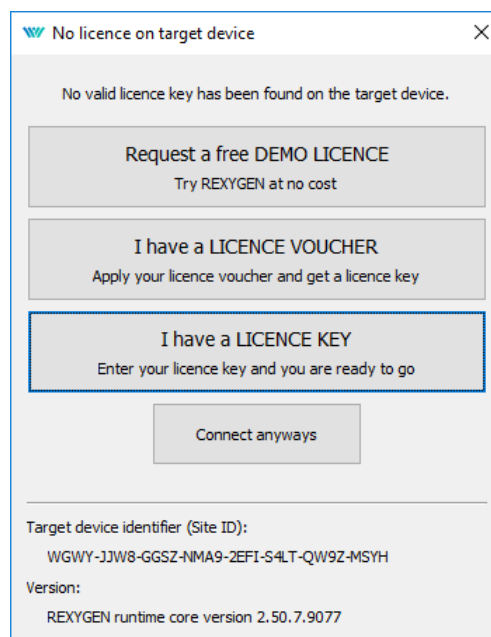 No licence on target device
No valid licence key has been found on the target device.
Request a free DEMO LICENCE
Try REXYGEN at no cost
I have a LICENCE VOUCHER
Apply your licence voucher and get a licence key
I have a LICENCE KEY
Enter your licence key and you are ready to go
Connect anyways
Target device identifier (Site ID):
WGWY-JJW8-GGSZ-NMA9-2EFI-S4LT-QW9Z-MSYH
Version:
REXYGEN runtime core version 2.50.7.9077